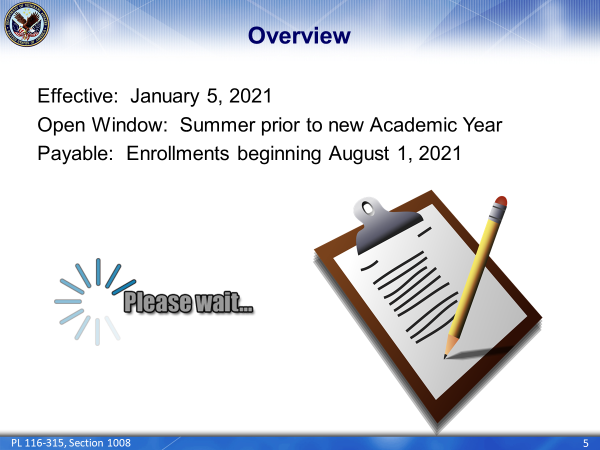 Overview
Effective: January 5, 2021
Open Window: Summer prior to new Academic Year
Payable: Enrollments beginning August 1, 2021
Please wait...
PL 116-315, Section 1008
5